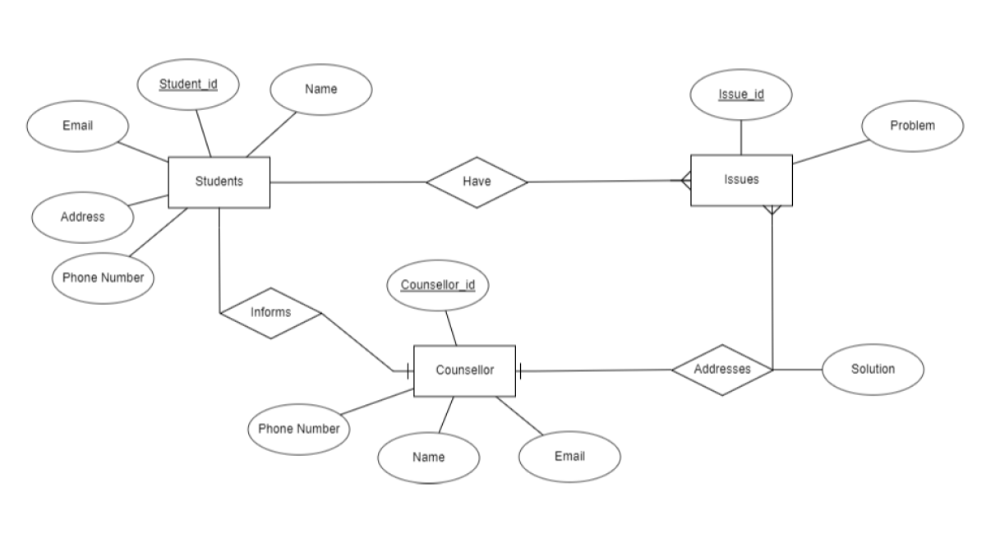 Student_id
Name
Email
Issue_id
Problem
Students
Have
Issues
Address
Phone Number
Counsellor_id
Informs
Counsellor
Addresses
Solution
Phone Number
Name
Email